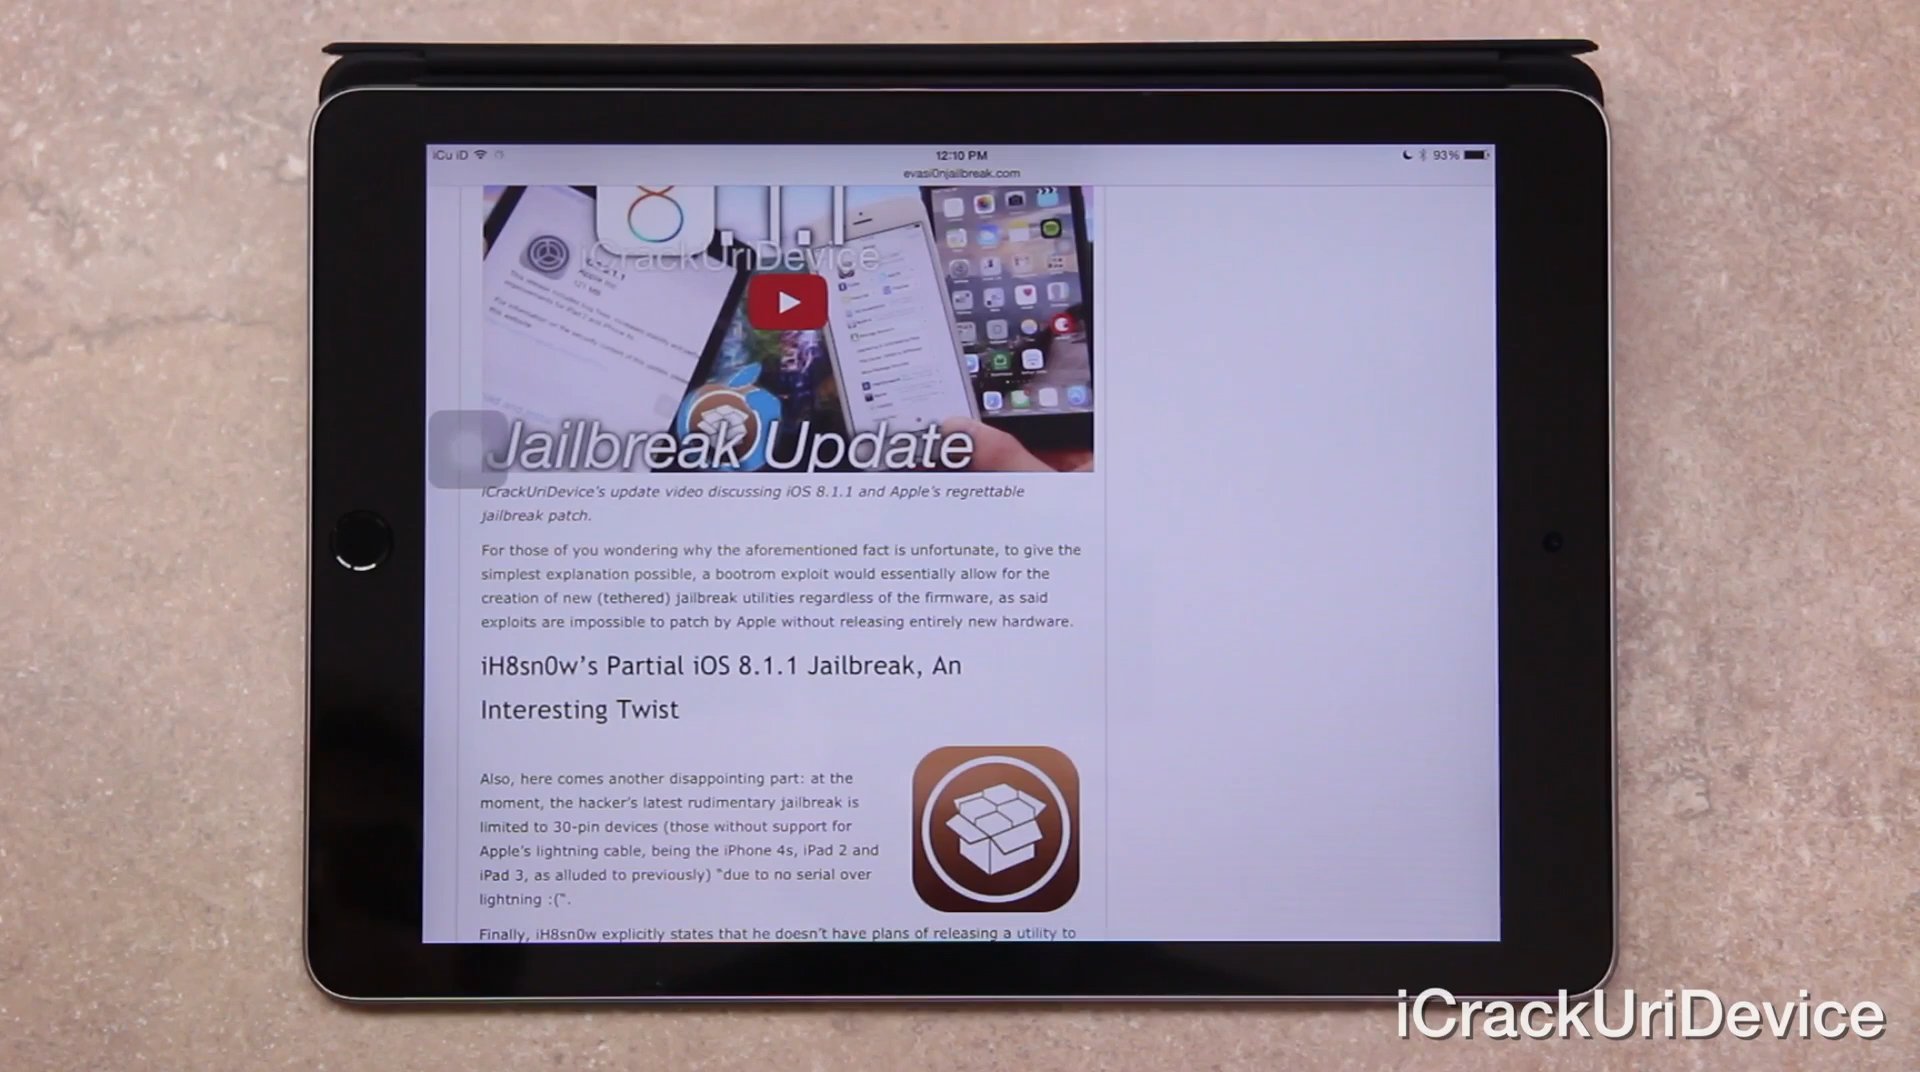 iCu iD
12:10 PM
93%
evasi0njailbreak.com
8.1.1
iCrackUriDevice
Jailbreak Update
iCrackUriDevice's update video discussing iOS 8.1.1 and Apple's regrettable
jailbreak patch.
For those of you wondering why the aforementioned fact is unfortunate, to give the
simplest explanation possible, a bootrom exploit would essentially allow for the
creation of new (tethered) jailbreak utilities regardless of the firmware, as said
exploits are impossible to patch by Apple without releasing entirely new hardware.
iH8sn0w's Partial iOS 8.1.1 Jailbreak, An
Interesting Twist
Also, here comes another disappointing part: at the
moment, the hacker's latest rudimentary jailbreak is
limited to 30-pin devices (those without support for
Apple's lightning cable, being the iPhone 4s, iPad 2 and
iPad 3, as alluded to previously) “due to no serial over
lightning :(“.
Finally, iH8sn0w explicitly states that he doesn't have plans of releasing a utility to
iCrackUriDevice